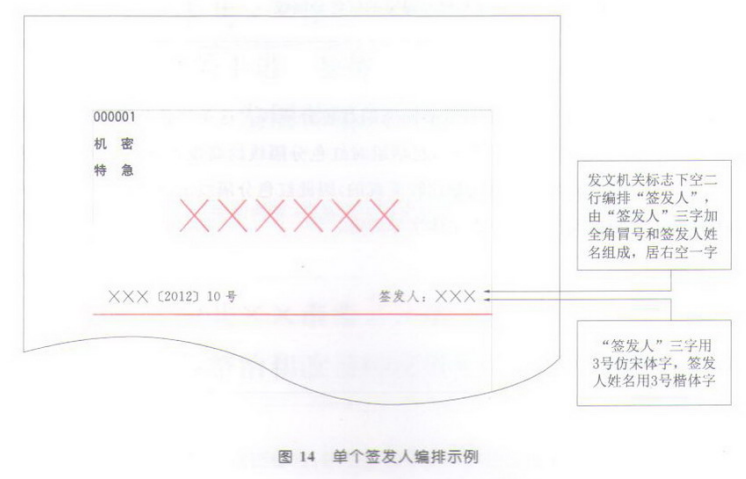 000001
机 密
特 急
××××××
×××〔2012〕10 号
签发人：×××
发文机关标志下空二
行编排“签发人”，
由“签发人”三字加
全角冒号和签发人姓
名组成，居右空一字
“签发人”三字用
3号仿宋体字，签发
人姓名用3号楷体字
图 14 单个签发人编排示例